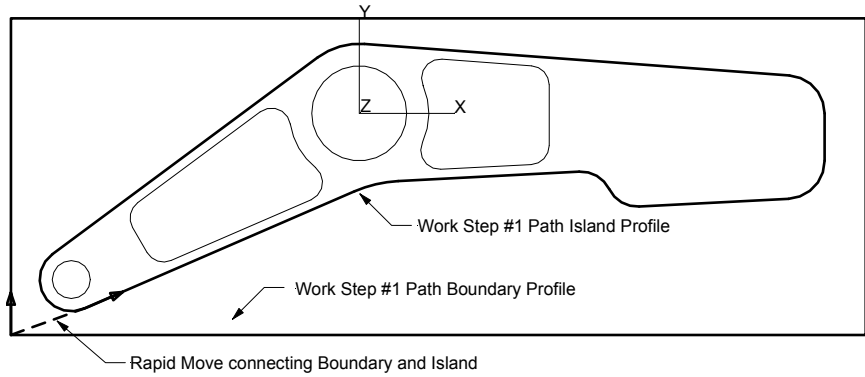 Y
Z
X
Work Step #1 Path Island Profile
Work Step #1 Path Boundary Profile
Rapid Move connecting Boundary and Island